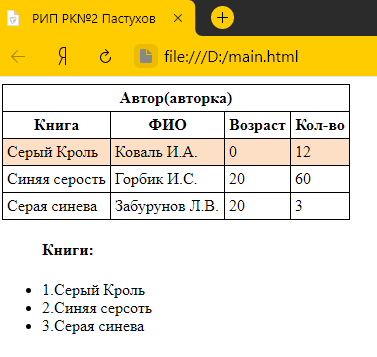 РИП РК№2 Пастухов
Я file:///D:/main.html
Автор(авторка)
Книга ФИО Возраст Кол-во
Серый Кроль Коваль И.А. 0 12
Синяя серость Горбик И.С. 20 60
Серая синева Забурунов Л.В. 20 3
Книги:
1.Серый Кроль
2.Синяя серсоть
3.Серая синева